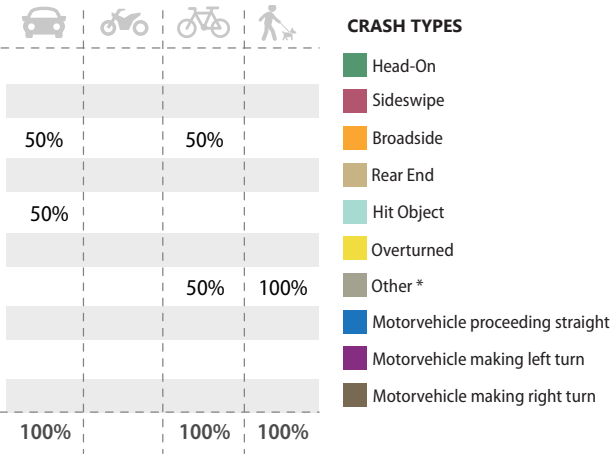 CRASH TYPES
Head-On
Sideswipe
50% 50% Broadside
Rear End
50% Hit Object
Overturned
50% 100% Other *
Motorvehicle proceeding straight
Motorvehicle making left turn
Motorvehicle making right turn
100% 100% 100%